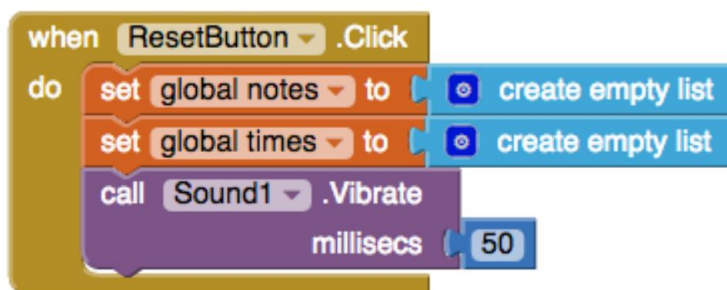 when ResetButton .Click
do set global notes to create empty list
set global times to create empty list
call Sound1 .Vibrate
millisecs 50